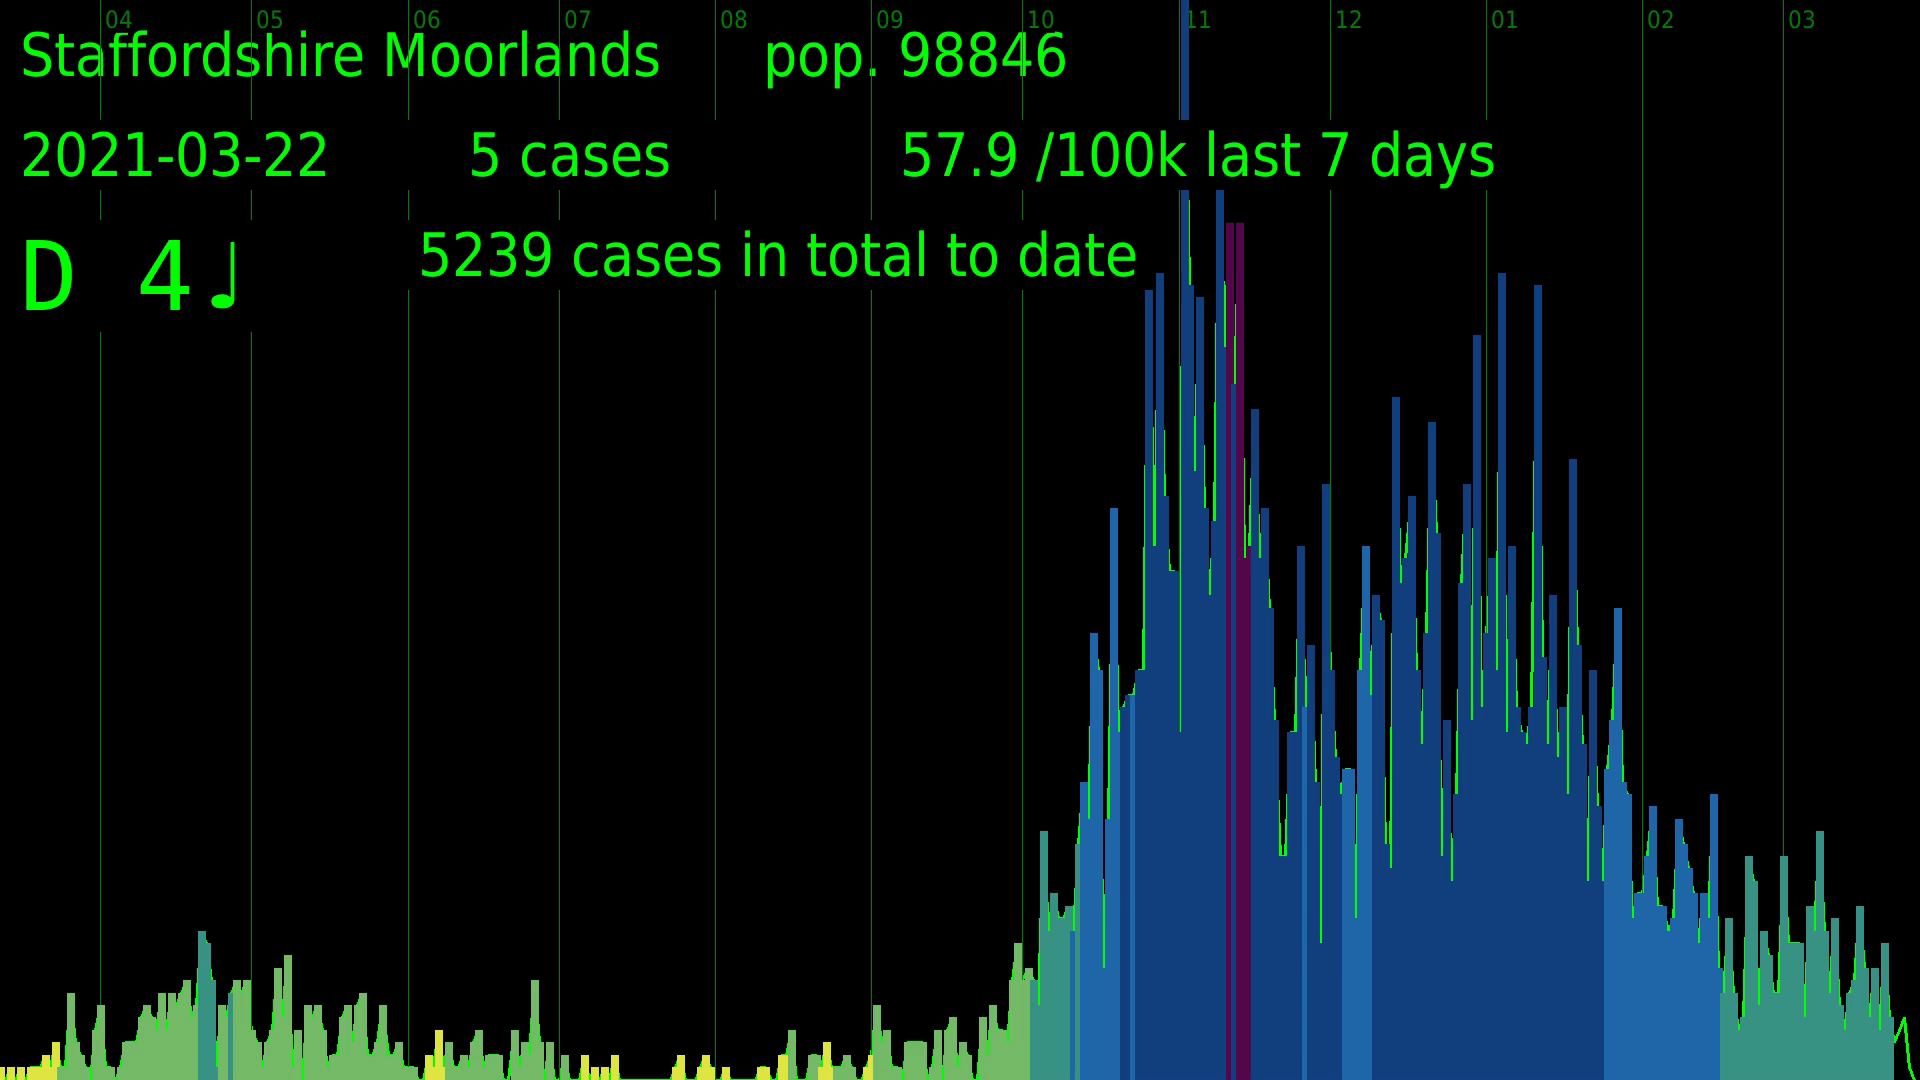 04 05 06 07 08 09 10 11 12 01 02 03
Staffordshire Moorlands pop. 98846
2021-03-22 5 cases 57.9 /100k last 7 days
D 4♩ 5239 cases in total to date